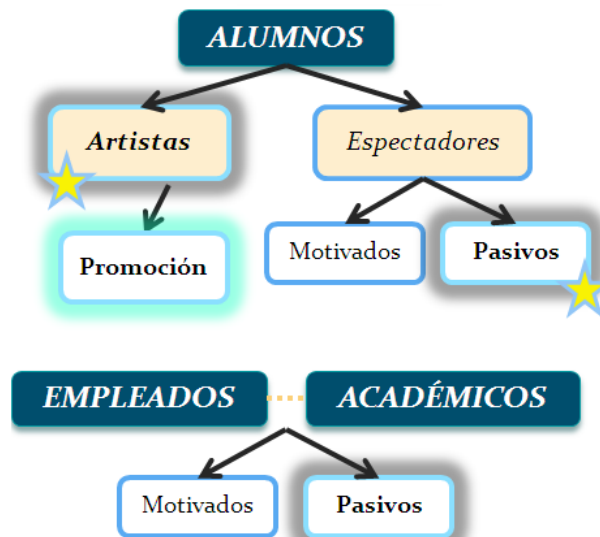 ALUMNOS
Artistas
Espectadores
Promoción
Motivados
Pasivos
EMPLEADOS
ACADÉMICOS
Motivados
Pasivos